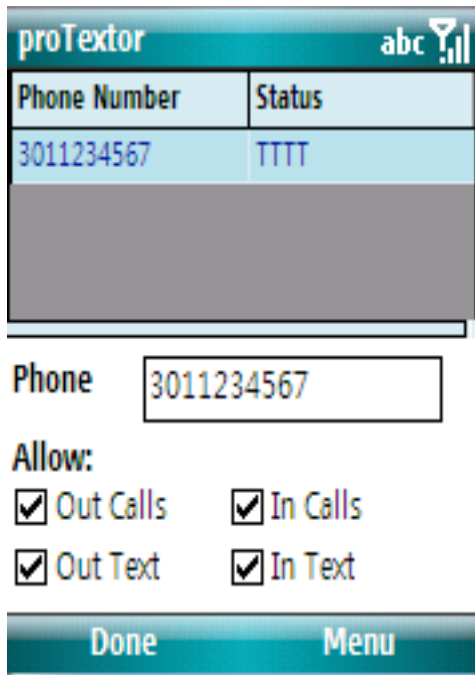 proTextor abc
Phone Number Status
3011234567 TTTT
Phone 3011234567
Allow:
Out Calls In Calls
Out Text In Text
Done Menu